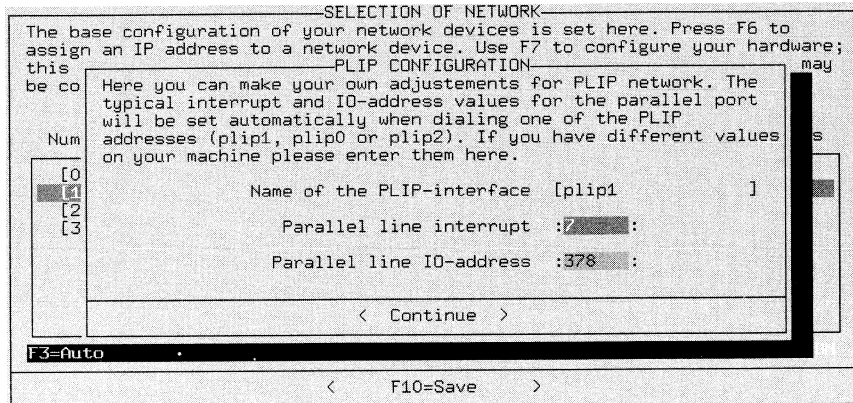 SELECTION OF NETWORK
The base configuration of your network devices is set here. Press F6 to
assign an IP address to a network device. Use F7 to configure your hardware;
this may
PLIP CONFIGURATION
be co
Here you can make your own adjustements for PLIP network. The
typical interrupt and IO-address values for the parallel port
will be set automatically when dialing one of the PLIP
addresses (plip1, plip0 or plip2). If you have different values
on your machine please enter them here.
Num s
[0
[1
[2
[3
Name of the PLIP-interface [plip1 ]
Parallel line interrupt :7 :
Parallel line IO-address :378 :
< Continue >
F3=Auto
< F10=Save >